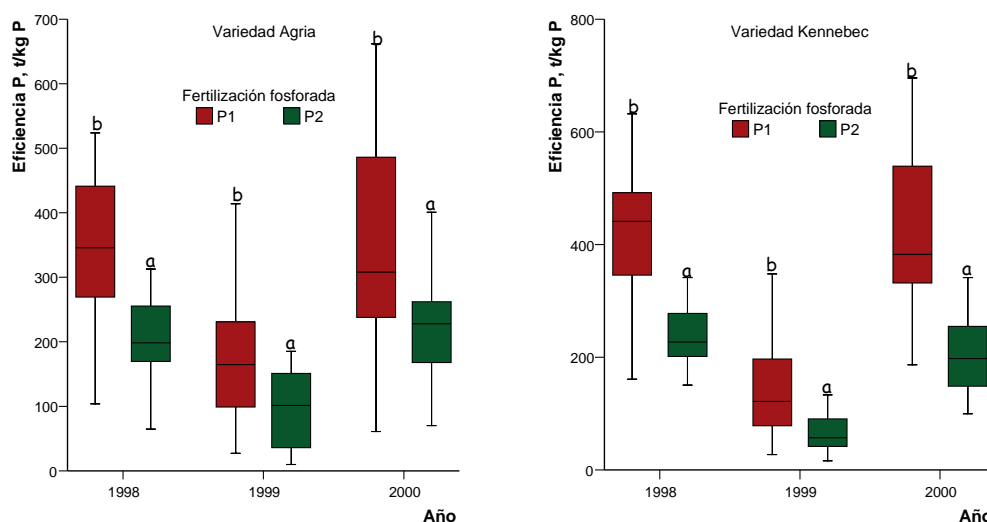 Eficiencia P, t/kg P
Variedad Agria
Fertilización fosforada
P1 P2
700
600
500
400
300
200
100
0
b
a
b
a
b
a
1998 1999 2000
Año
Eficiencia P, t/kg P
Variedad Kennebec
Fertilización fosforada
P1 P2
800
600
400
200
0
b
a
b
a
b
a
1998 1999 2000
Año